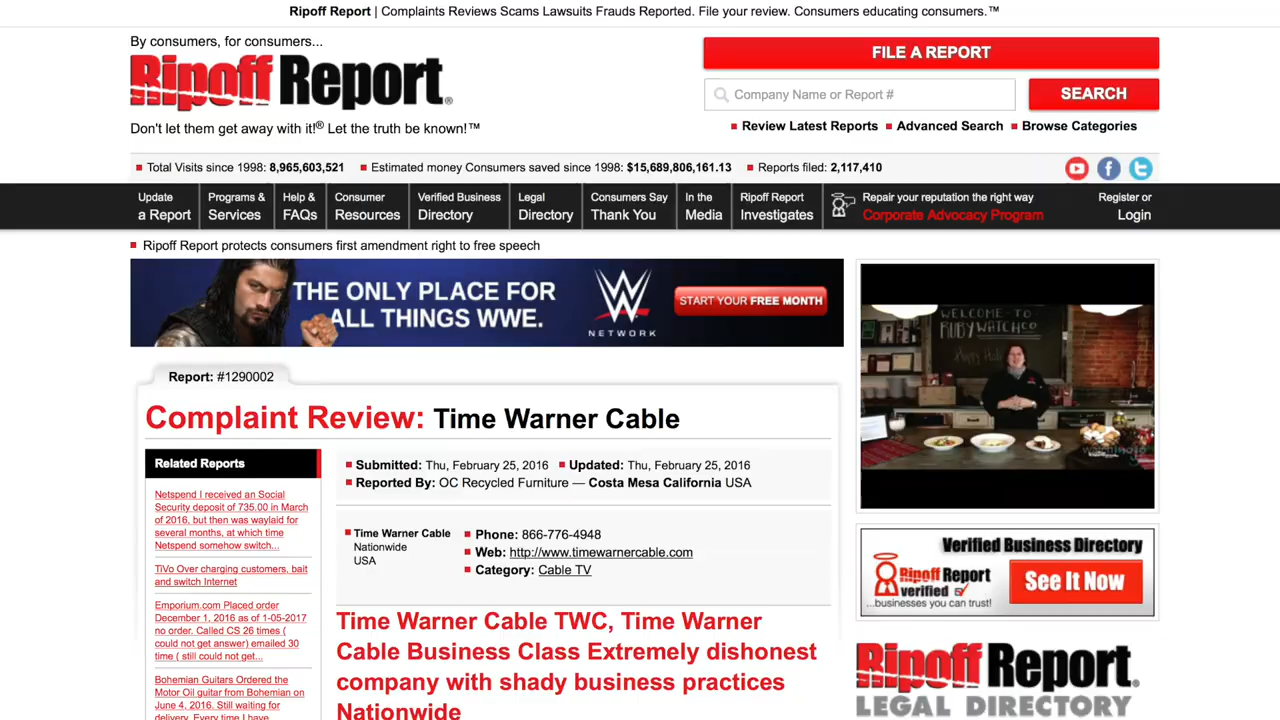 Ripoff Report | Complaints Reviews Scams Lawsuits Frauds Reported. File your review. Consumers educating consumers.™
By consumers, for consumers...
Ripoff Report®
Don't let them get away with it!® Let the truth be known!™
FILE A REPORT
Company Name or Report #
SEARCH
Review Latest Reports
Advanced Search
Browse Categories
Total Visits since 1998: 8,965,603,521
Estimated money Consumers saved since 1998: $15,689,806,161.13
Reports filed: 2,117,410
Update
a Report
Programs &
Services
Help &
FAQs
Consumer
Resources
Verified Business
Directory
Legal
Directory
Consumers Say
Thank You
In the
Media
Ripoff Report
Investigates
Repair your reputation the right way
Corporate Advocacy Program
Register or
Login
Ripoff Report protects consumers first amendment right to free speech
THE ONLY PLACE FOR
ALL THINGS WWE.
NETWORK
START YOUR FREE MONTH
WELCOME TO
RUBYWATCHCO
Report: #1290002
Complaint Review: Time Warner Cable
Related Reports
Netspend I received an Social
Security deposit of 735.00 in March
of 2016, but then was waylaid for
several months, at which time
Netspend somehow switch...
TiVo Over charging customers, bait
and switch Internet
Emporium.com Placed order
December 1, 2016 as of 1-05-2017
no order. Called CS 26 times (
could not get answer) emailed 30
time ( still could not get...
Bohemian Guitars Ordered the
Motor Oil guitar from Bohemian on
June 4, 2016. Still waiting for
delivery. Every time I have
Submitted: Thu, February 25, 2016
Updated: Thu, February 25, 2016
Reported By: OC Recycled Furniture — Costa Mesa California USA
Time Warner Cable
Nationwide
USA
Phone: 866-776-4948
Web: http://www.timewarnercable.com
Category: Cable TV
Time Warner Cable TWC, Time Warner
Cable Business Class Extremely dishonest
company with shady business practices
Nationwide
Verified Business Directory
Ripoff Report
verified
...businesses you can trust!
See It Now
Ripoff Report®
LEGAL DIRECTORY